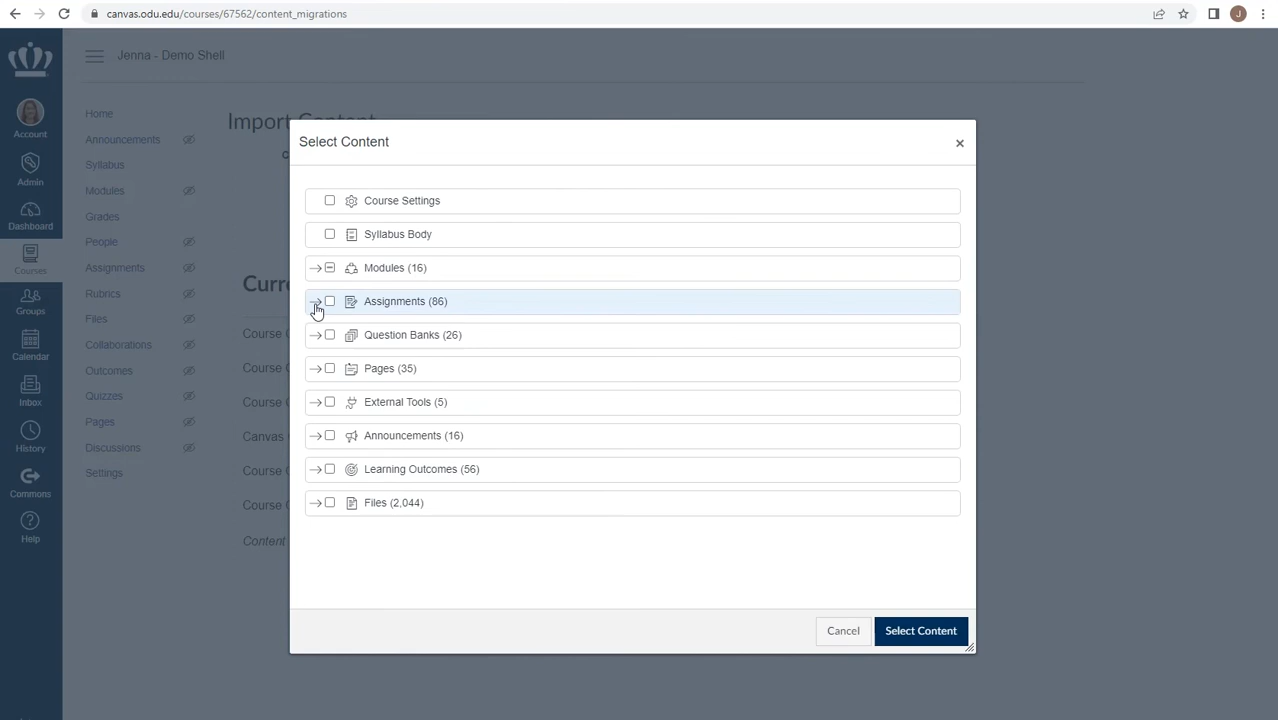 canvas.odu.edu/courses/67562/content_migrations
J
Jenna - Demo Shell
Account
Admin
Dashboard
Courses
Groups
Calendar
Inbox
History
Commons
Help
Home
Announcements
Syllabus
Modules
Grades
People
Assignments
Rubrics
Files
Collaborations
Outcomes
Quizzes
Pages
Discussions
Settings
Import Content
Select Content
×
Course Settings
Syllabus Body
Modules (16)
Assignments (86)
Question Banks (26)
Pages (35)
External Tools (5)
Announcements (16)
Learning Outcomes (56)
Files (2,044)
Cancel
Select Content
Course
Course
Course
Canvas
Course
Course
Content